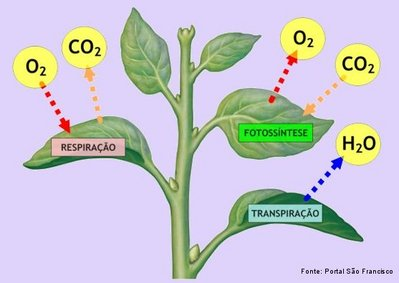 O2
CO2
O2
CO2
H2O
RESPIRAÇÃO
FOTOSSÍNTESE
TRANSPIRAÇÃO
Fonte: Portal São Francisco